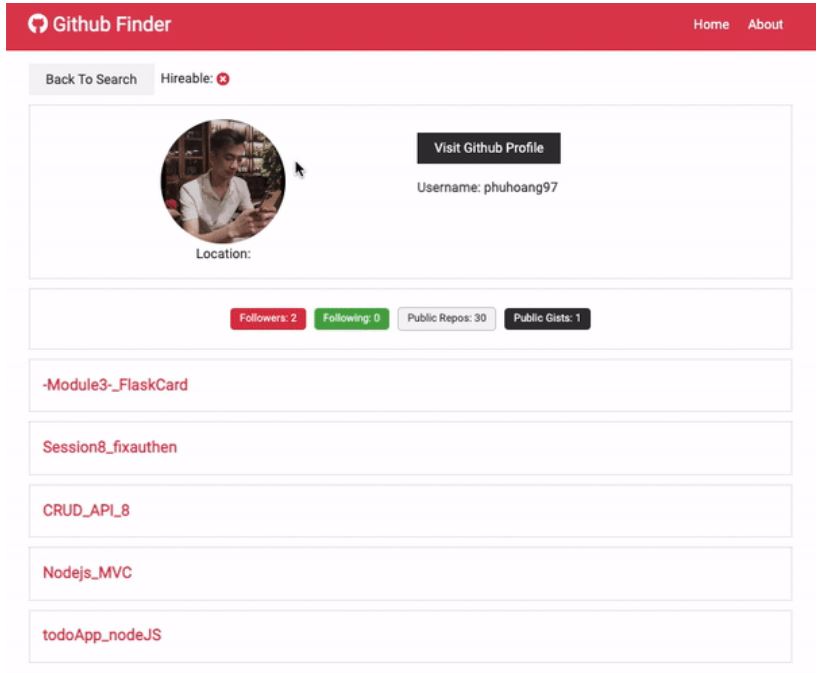 Github Finder Home About
Back To Search Hireable:
Visit Github Profile
Username: phuhoang97
Location:
Followers: 2 Following: 0 Public Repos: 30 Public Gists: 1
-Module3-_FlaskCard
Session8_fixauthen
CRUD_API_8
Nodejs_MVC
todoApp_nodeJS